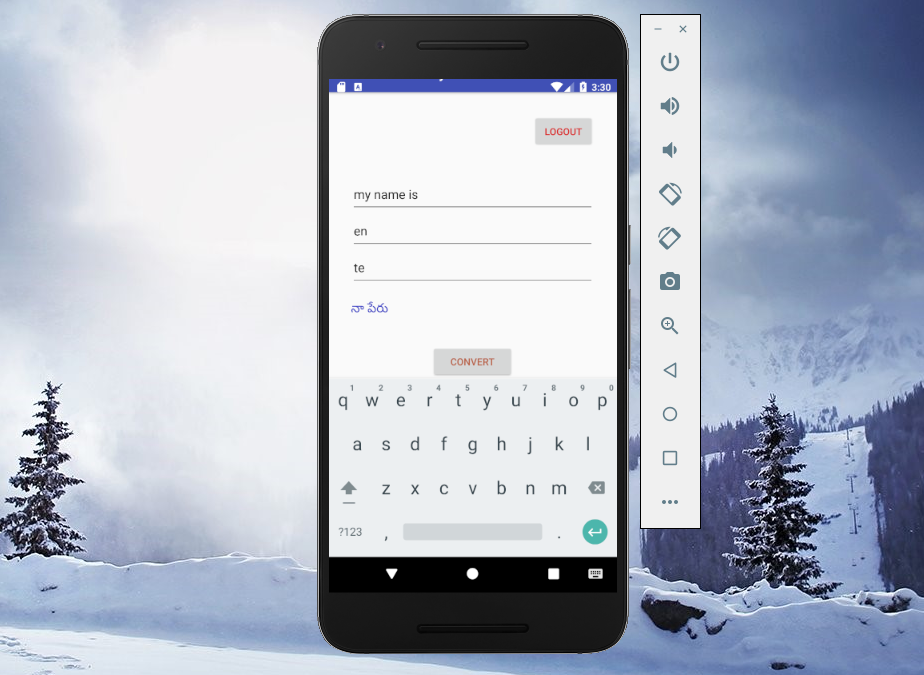 3:30
LOGOUT
my name is
en
te
నా పేరు
CONVERT
1 2 3 4 5 6 7 8 9 0
q w e r t y u i o p
a s d f g h j k l
z x c v b n m
?123 , .